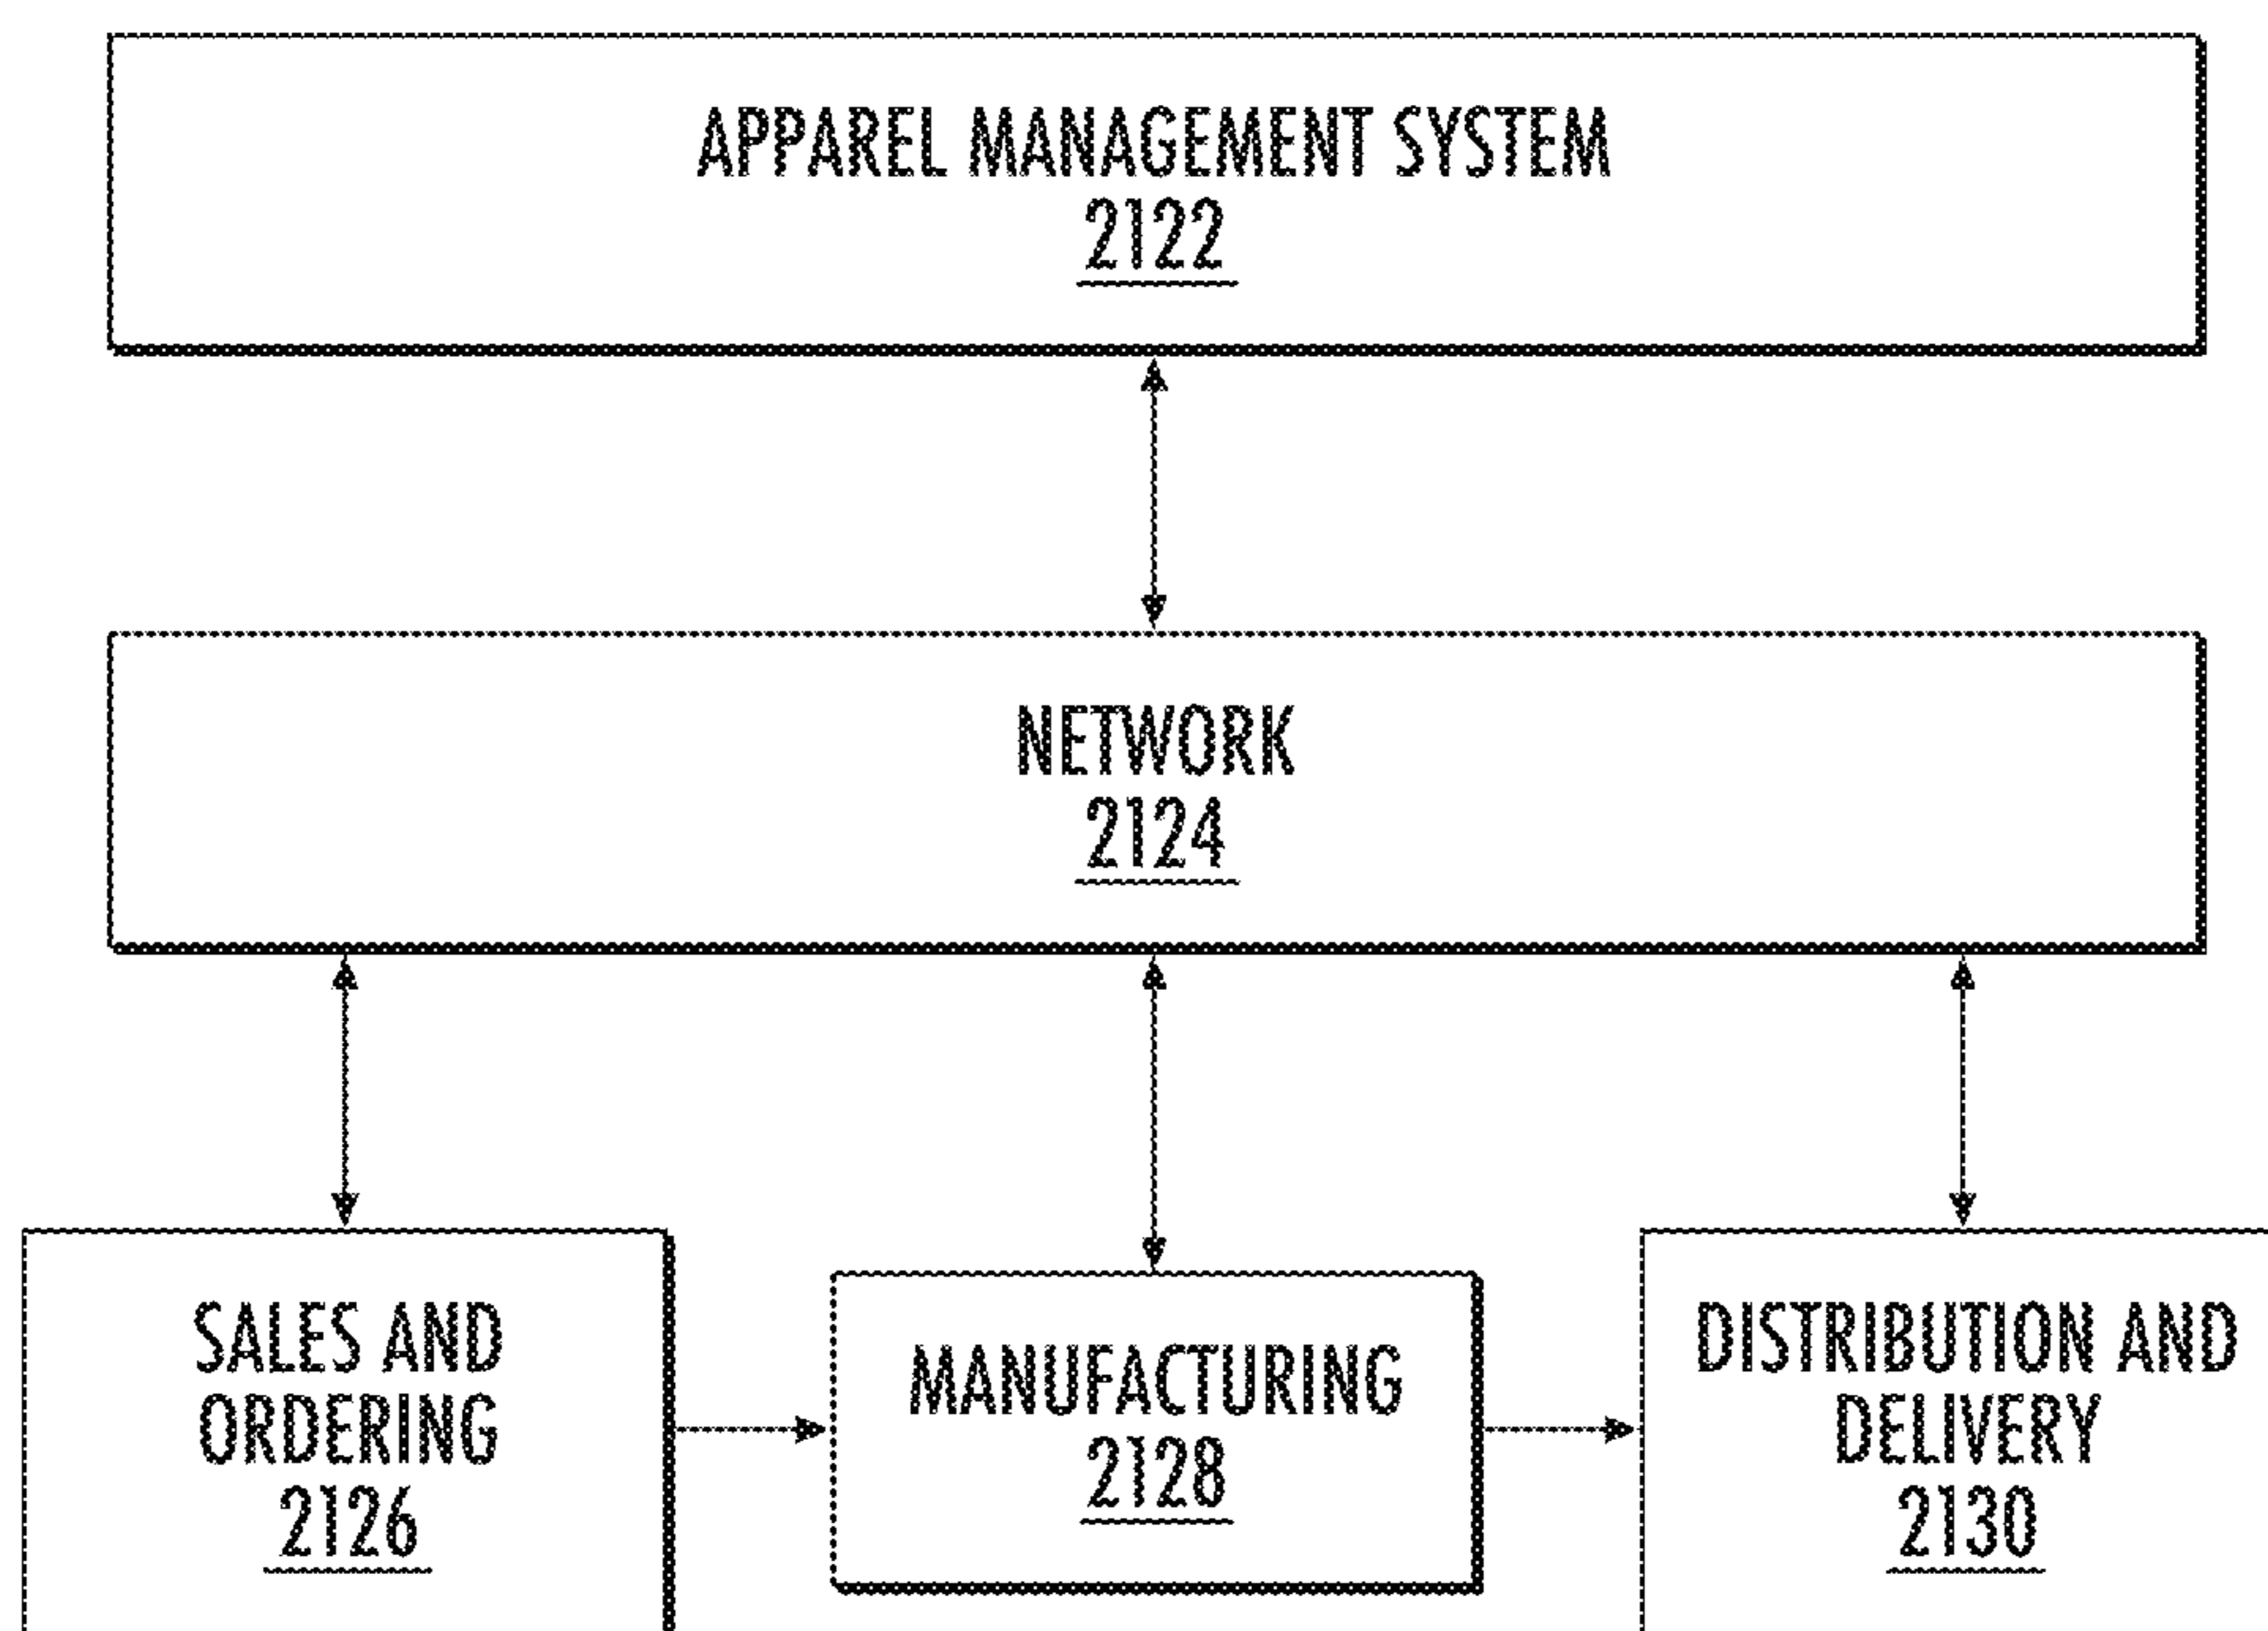 APPAREL MANAGEMENT SYSTEM
2122
NETWORK
2124
SALES AND
ORDERING
2126
MANUFACTURING
2128
DISTRIBUTION AND
DELIVERY
2130